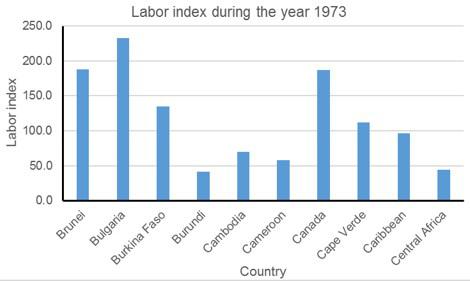 Labor index during the year 1973
Labor index
250.0
200.0
150.0
100.0
50.0
0.0
Brunei
Bulgaria
Burkina Faso
Burundi
Cambodia
Cameroon
Canada
Cape Verde
Caribbean
Central Africa
Country